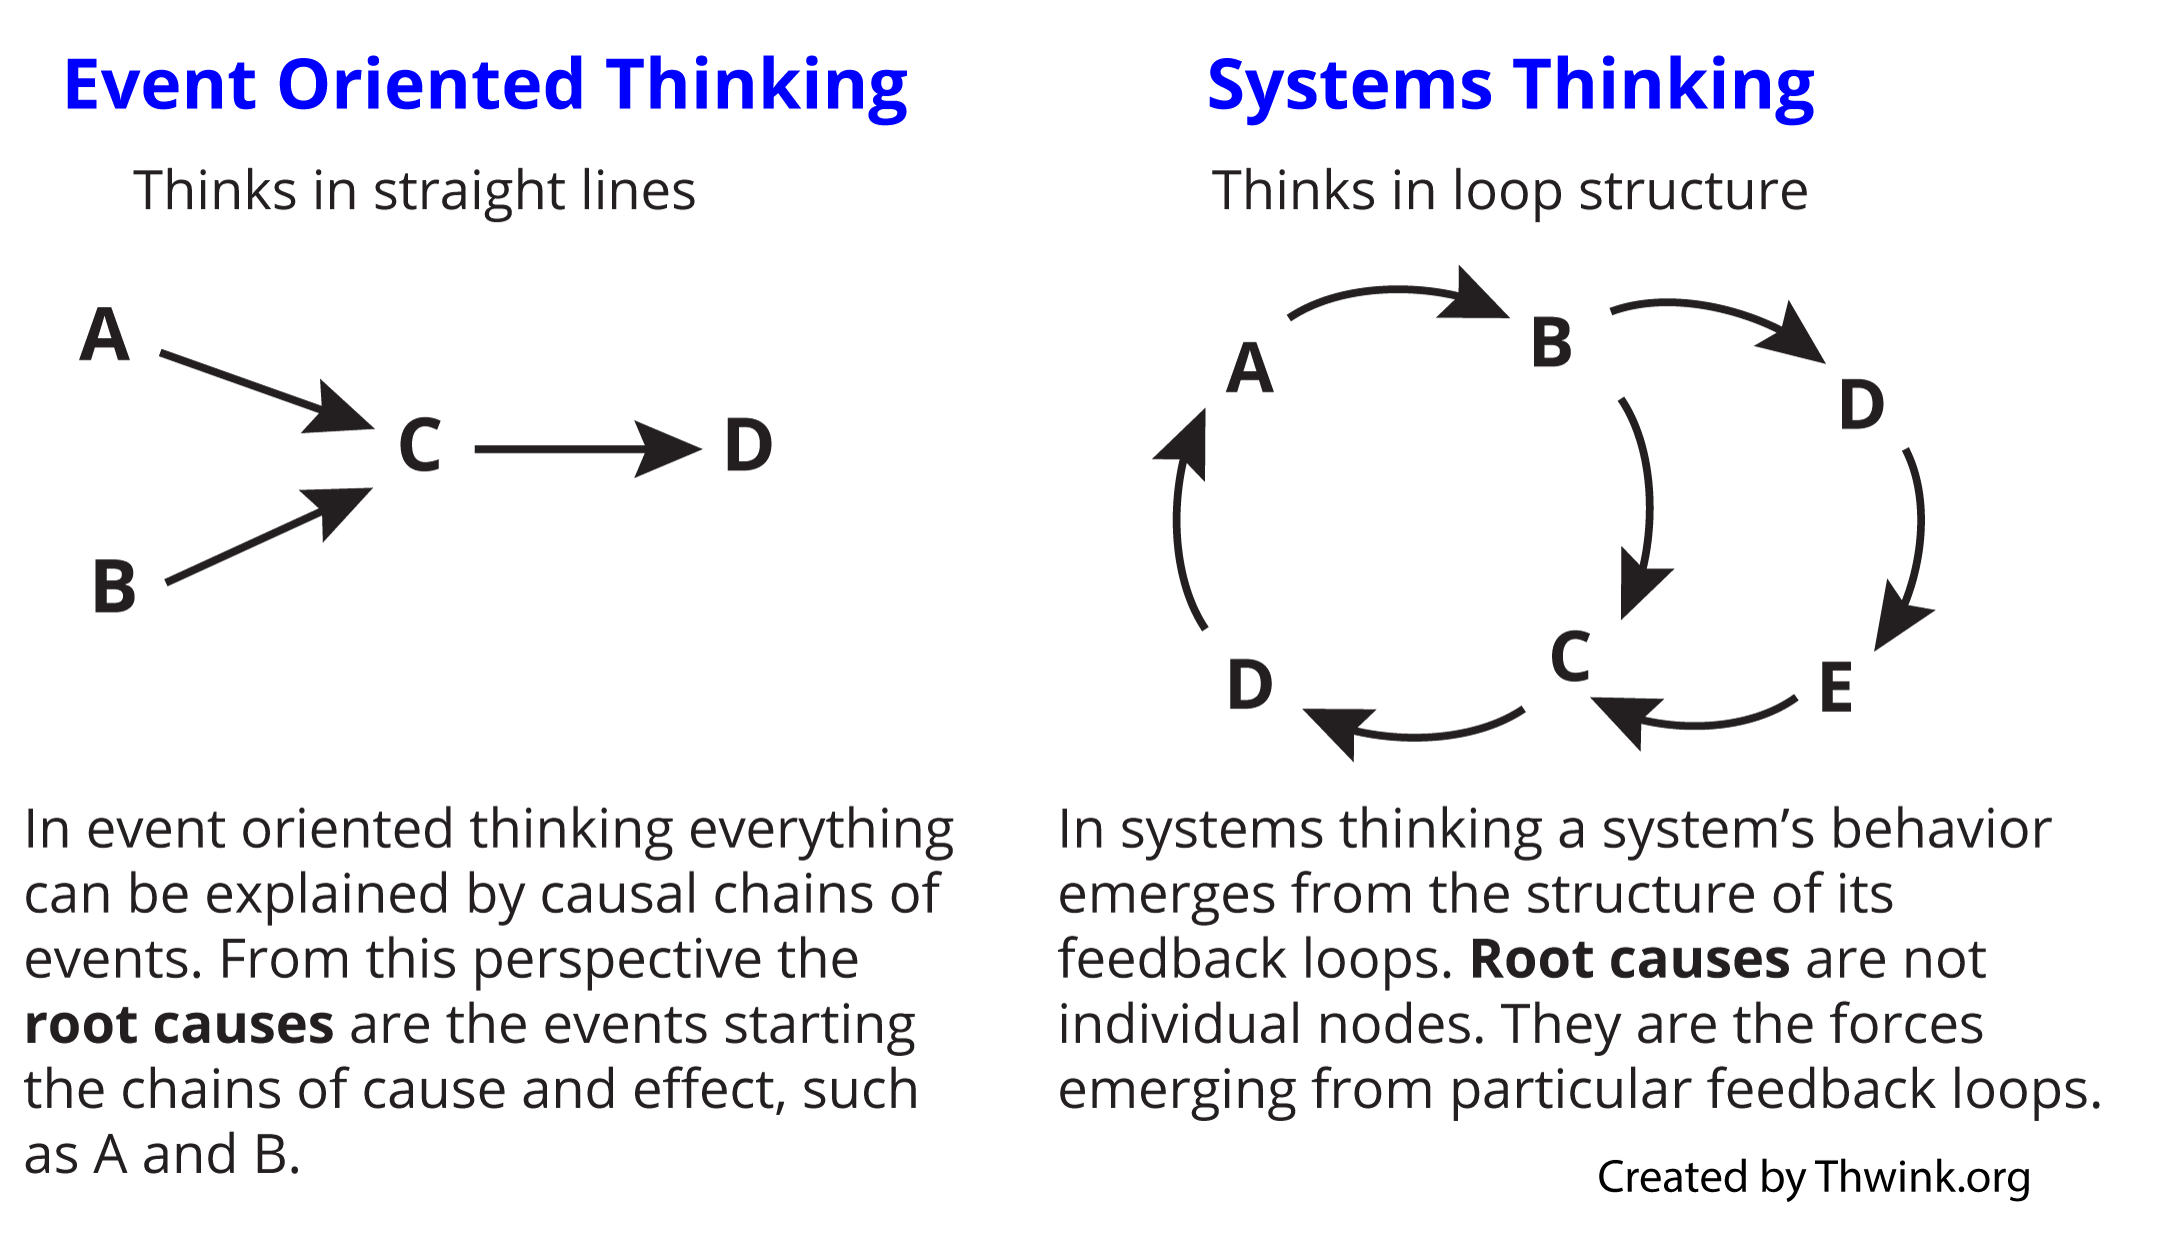 Event Oriented Thinking
Thinks in straight lines
A
C
D
B
In event oriented thinking everything
can be explained by causal chains of
events. From this perspective the
root causes are the events starting
the chains of cause and effect, such
as A and B.
Systems Thinking
Thinks in loop structure
A
B
D
D
C
E
In systems thinking a system’s behavior
emerges from the structure of its
feedback loops. Root causes are not
individual nodes. They are the forces
emerging from particular feedback loops.
Created by Thwink.org